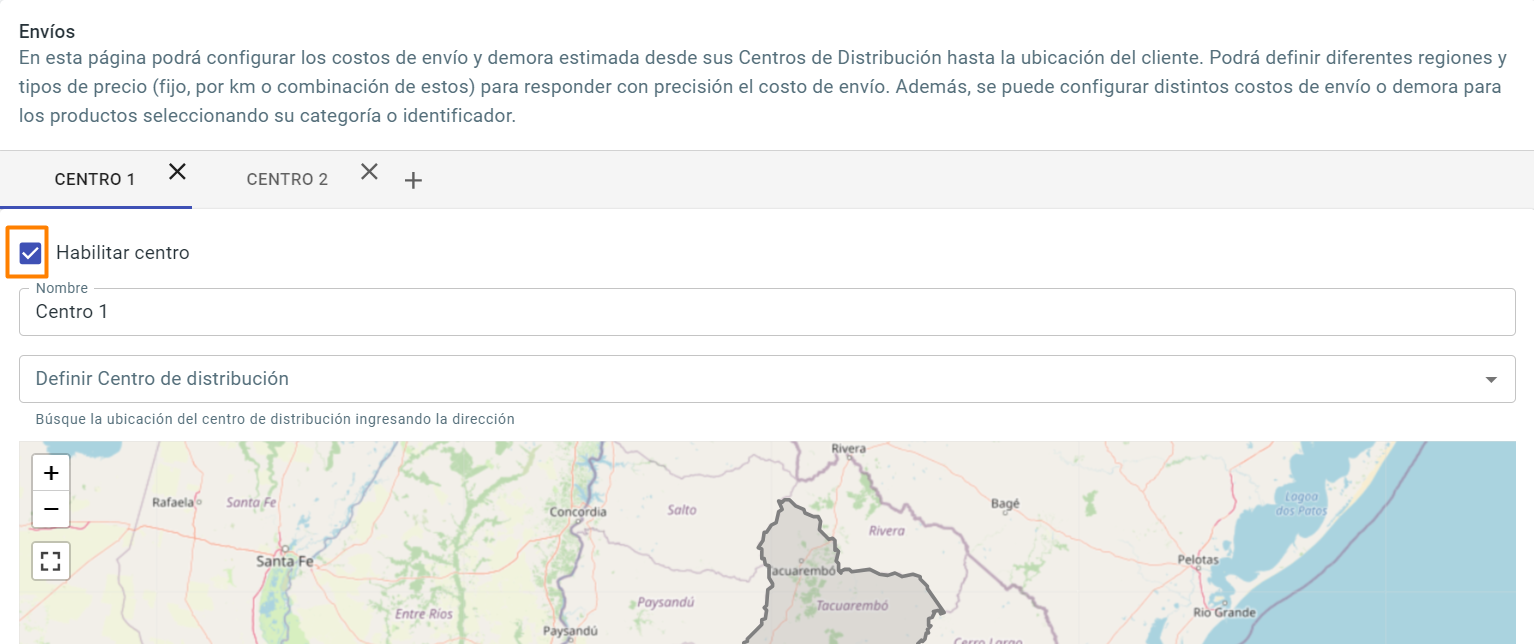 Envíos
En esta página podrá configurar los costos de envío y demora estimada desde sus Centros de Distribución hasta la ubicación del cliente. Podrá definir diferentes regiones y
tipos de precio (fijo, por km o combinación de estos) para responder con precisión el costo de envío. Además, se puede configurar distintos costos de envío o demora para
los productos seleccionando su categoría o identificador.
CENTRO 1
CENTRO 2
Habilitar centro
Nombre
Centro 1
Definir Centro de distribución
Búsque la ubicación del centro de distribución ingresando la dirección
+
−
Rivera
Rafaela
Santa Fe
Concordia
Salto
Rivera
Bagé
Lagoa
dos Patos
Santa Fe
Tacuarembó
Pelotas
Entre Ríos
Paysandú
Tacuarembó
Rio Grande
Paysandú
Cerro Largo